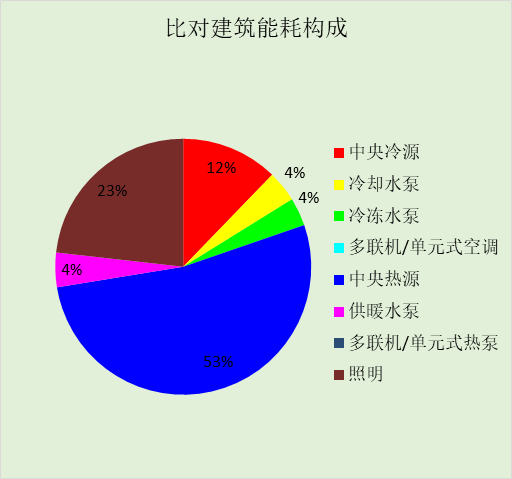 比对建筑能耗构成
12%
4%
4%
53%
4%
23%
中央冷源
冷却水泵
冷冻水泵
多联机/单元式空调
中央热源
供暖水泵
多联机/单元式热泵
照明